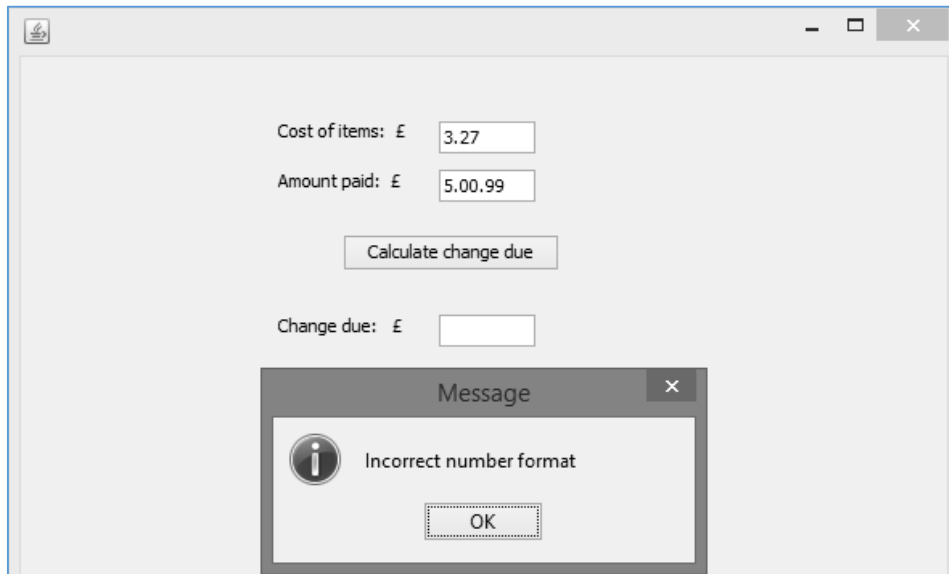 Cost of items: £ 3.27
Amount paid: £ 5.00.99
Calculate change due
Change due: £
Message
Incorrect number format
OK